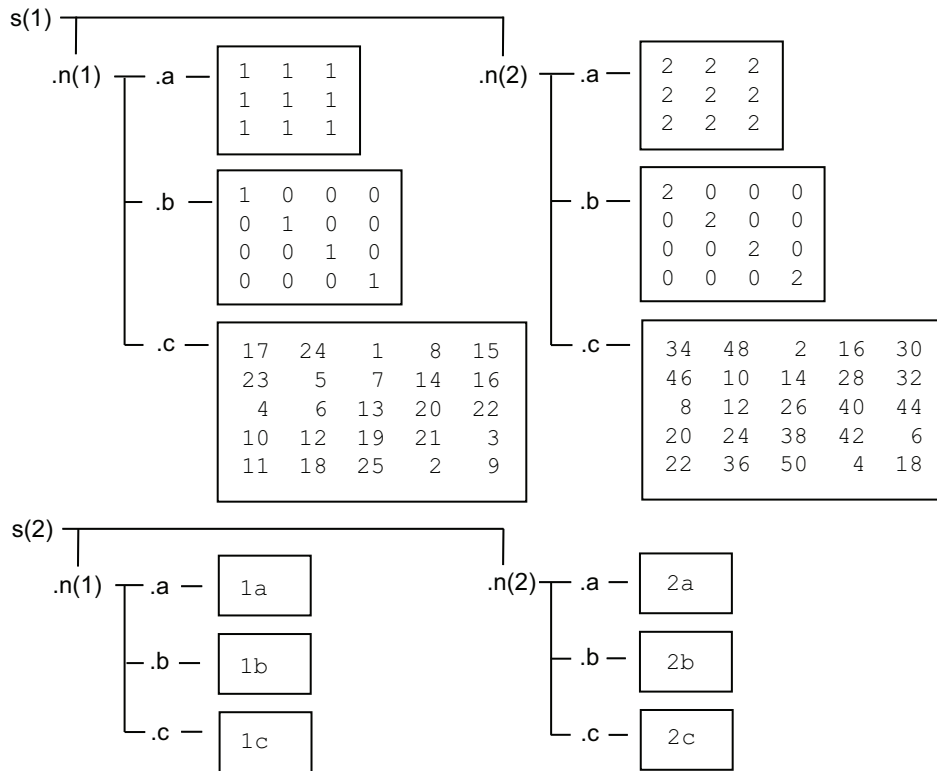 s(1)
.n(1) .a
1 1 1
1 1 1
1 1 1
.b
1 0 0 0
0 1 0 0
0 0 1 0
0 0 0 1
.c
17 24 1 8 15
23 5 7 14 16
4 6 13 20 22
10 12 19 21 3
11 18 25 2 9
.n(2) .a
2 2 2
2 2 2
2 2 2
.b
2 0 0 0
0 2 0 0
0 0 2 0
0 0 0 2
.c
34 48 2 16 30
46 10 14 28 32
8 12 26 40 44
20 24 38 42 6
22 36 50 4 18
s(2)
.n(1) .a 1a
.b 1b
.c 1c
.n(2) .a 2a
.b 2b
.c 2c